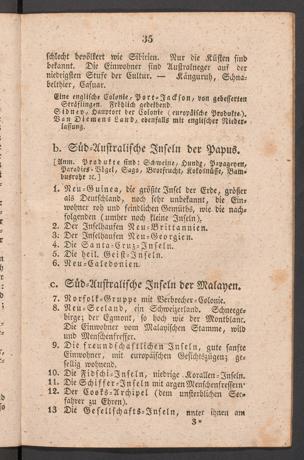 35
schlecht bevölkert wie Sibirien. Nur die Küsten sind
bekannt. Die Einwohner sind Australneger auf der
niedrigsten Stufe der Cultur. — Känguruh, Schna-
belthier, Casuar.
Eine englische Colonie, Port-Jackson, von gebesserten
Sträflingen. Fröhlich gedeihend.
Sidney, Hauptort der Colonie (europäische Produkte).
Van Diemens Land, ebenfalls mit englischer Nieder-
lassung.
b. Süd-Australische Inseln der Papus.
[Anm. Produkte sind: Schweine, Hunde, Papageyen,
Paradies-Vögel, Sago, Brotfrucht, Kokosnüsse, Bam-
busrohr ꝛc.]
1. Neu-Guinea, die größte Insel der Erde, größer
als Deutschland, noch sehr unbekannt, die Ein-
wohner roh und feindlichen Gemüths, wie die nach-
folgenden (immer noch kleine Inseln).
2. Der Inselhaufen Neu-Brittannien.
3. Der Inselhaufen Neu-Georgien.
4. Die Santa-Cruz-Inseln.
5. Die heil. Geist-Inseln.
6. Neu-Caledonien.
c. Süd-Australische Inseln der Malayen.
7. Norfolk-Gruppe mit Verbrecher-Colonie.
8. Neu-Seeland, ein Schweizerland. Schneege-
birge; der Egmont, so hoch wie der Montblanc.
Die Einwohner vom Malayischen Stamme, wild
und Menschenfresser.
9. Die freundschaftlichen Inseln, gute sanfte
Einwohner, mit europäischen Gesichtszügen, ge-
sellig wohnend.
10. Die Fidschi-Inseln, niedrige Korallen-Inseln.
11. Die Schiffer-Inseln mit argen Menschenfressern.
12. Der Cooks-Archipel (dem unsterblichen See-
fahrer zu Ehren).
13 Die Gesellschafts-Inseln, unter ihnen am
3*